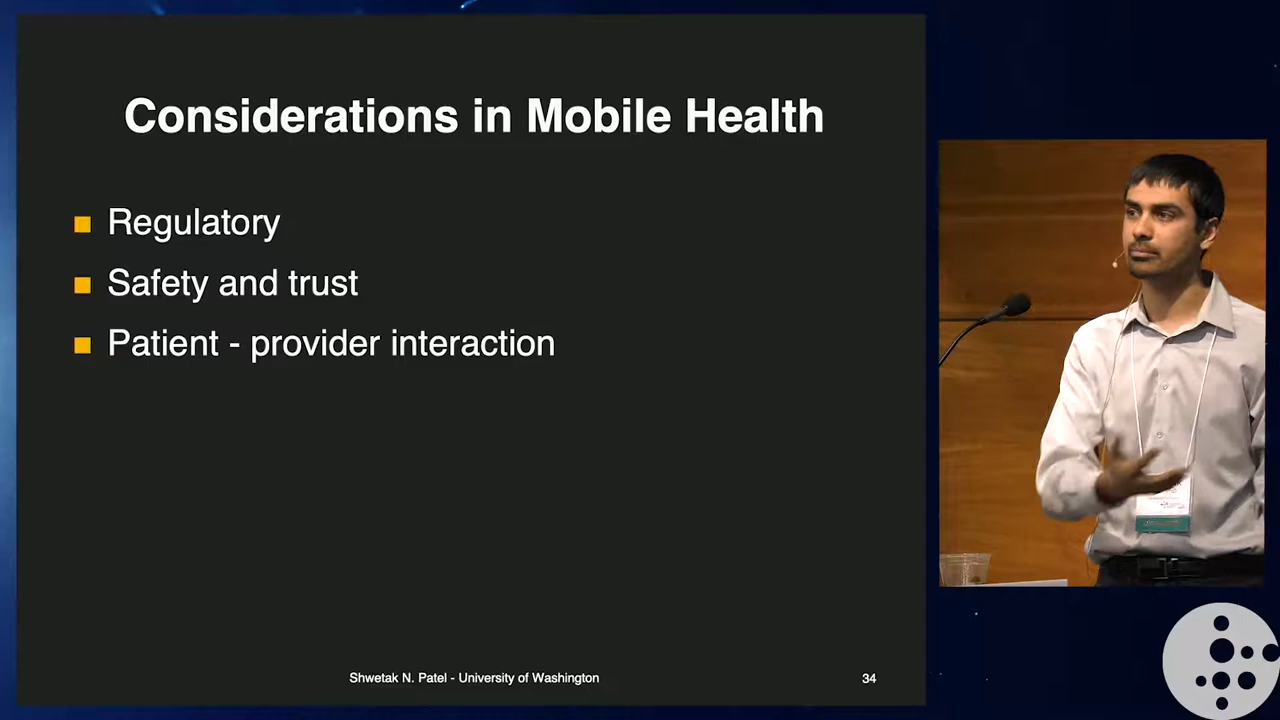 Considerations in Mobile Health
Regulatory
Safety and trust
Patient - provider interaction
Shwetak N. Patel - University of Washington
34